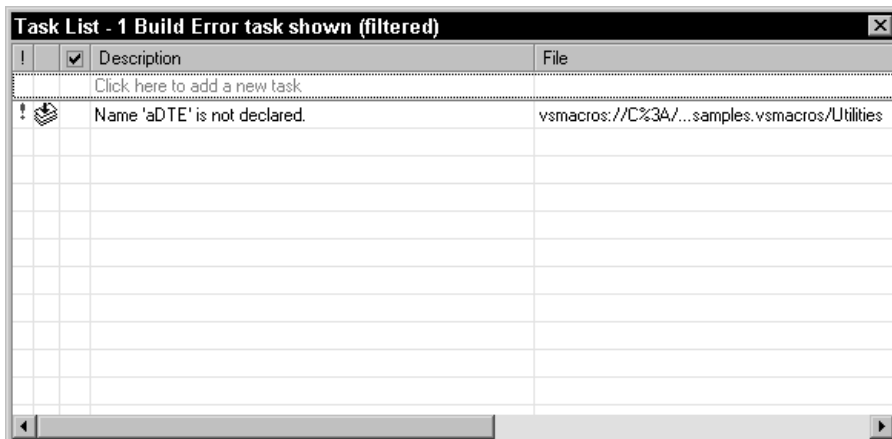 Task List - 1 Build Error task shown (filtered)
! Description File
Click here to add a new task
! Name 'aDTE' is not declared. vsmacros://C%3A/...samples.vsmacros/Utilities